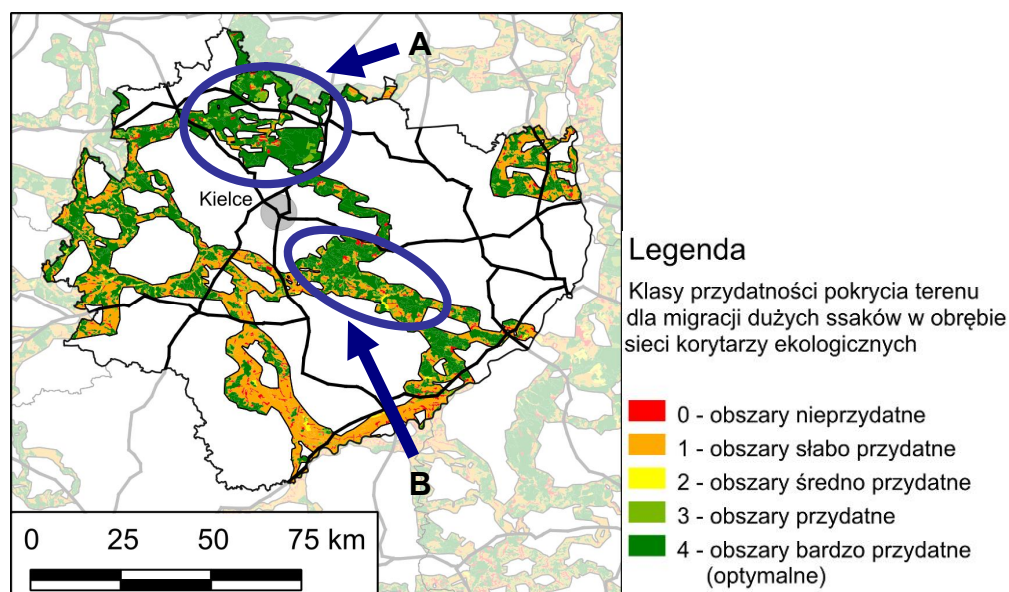 A
Kielce
B
0 25 50 75 km
Legenda
Klasy przydatności pokrycia terenu
dla migracji dużych ssaków w obrębie
sieci korytarzy ekologicznych
0 - obszary nieprzydatne
1 - obszary słabo przydatne
2 - obszary średno przydatne
3 - obszary przydatne
4 - obszary bardzo przydatne
(optymalne)